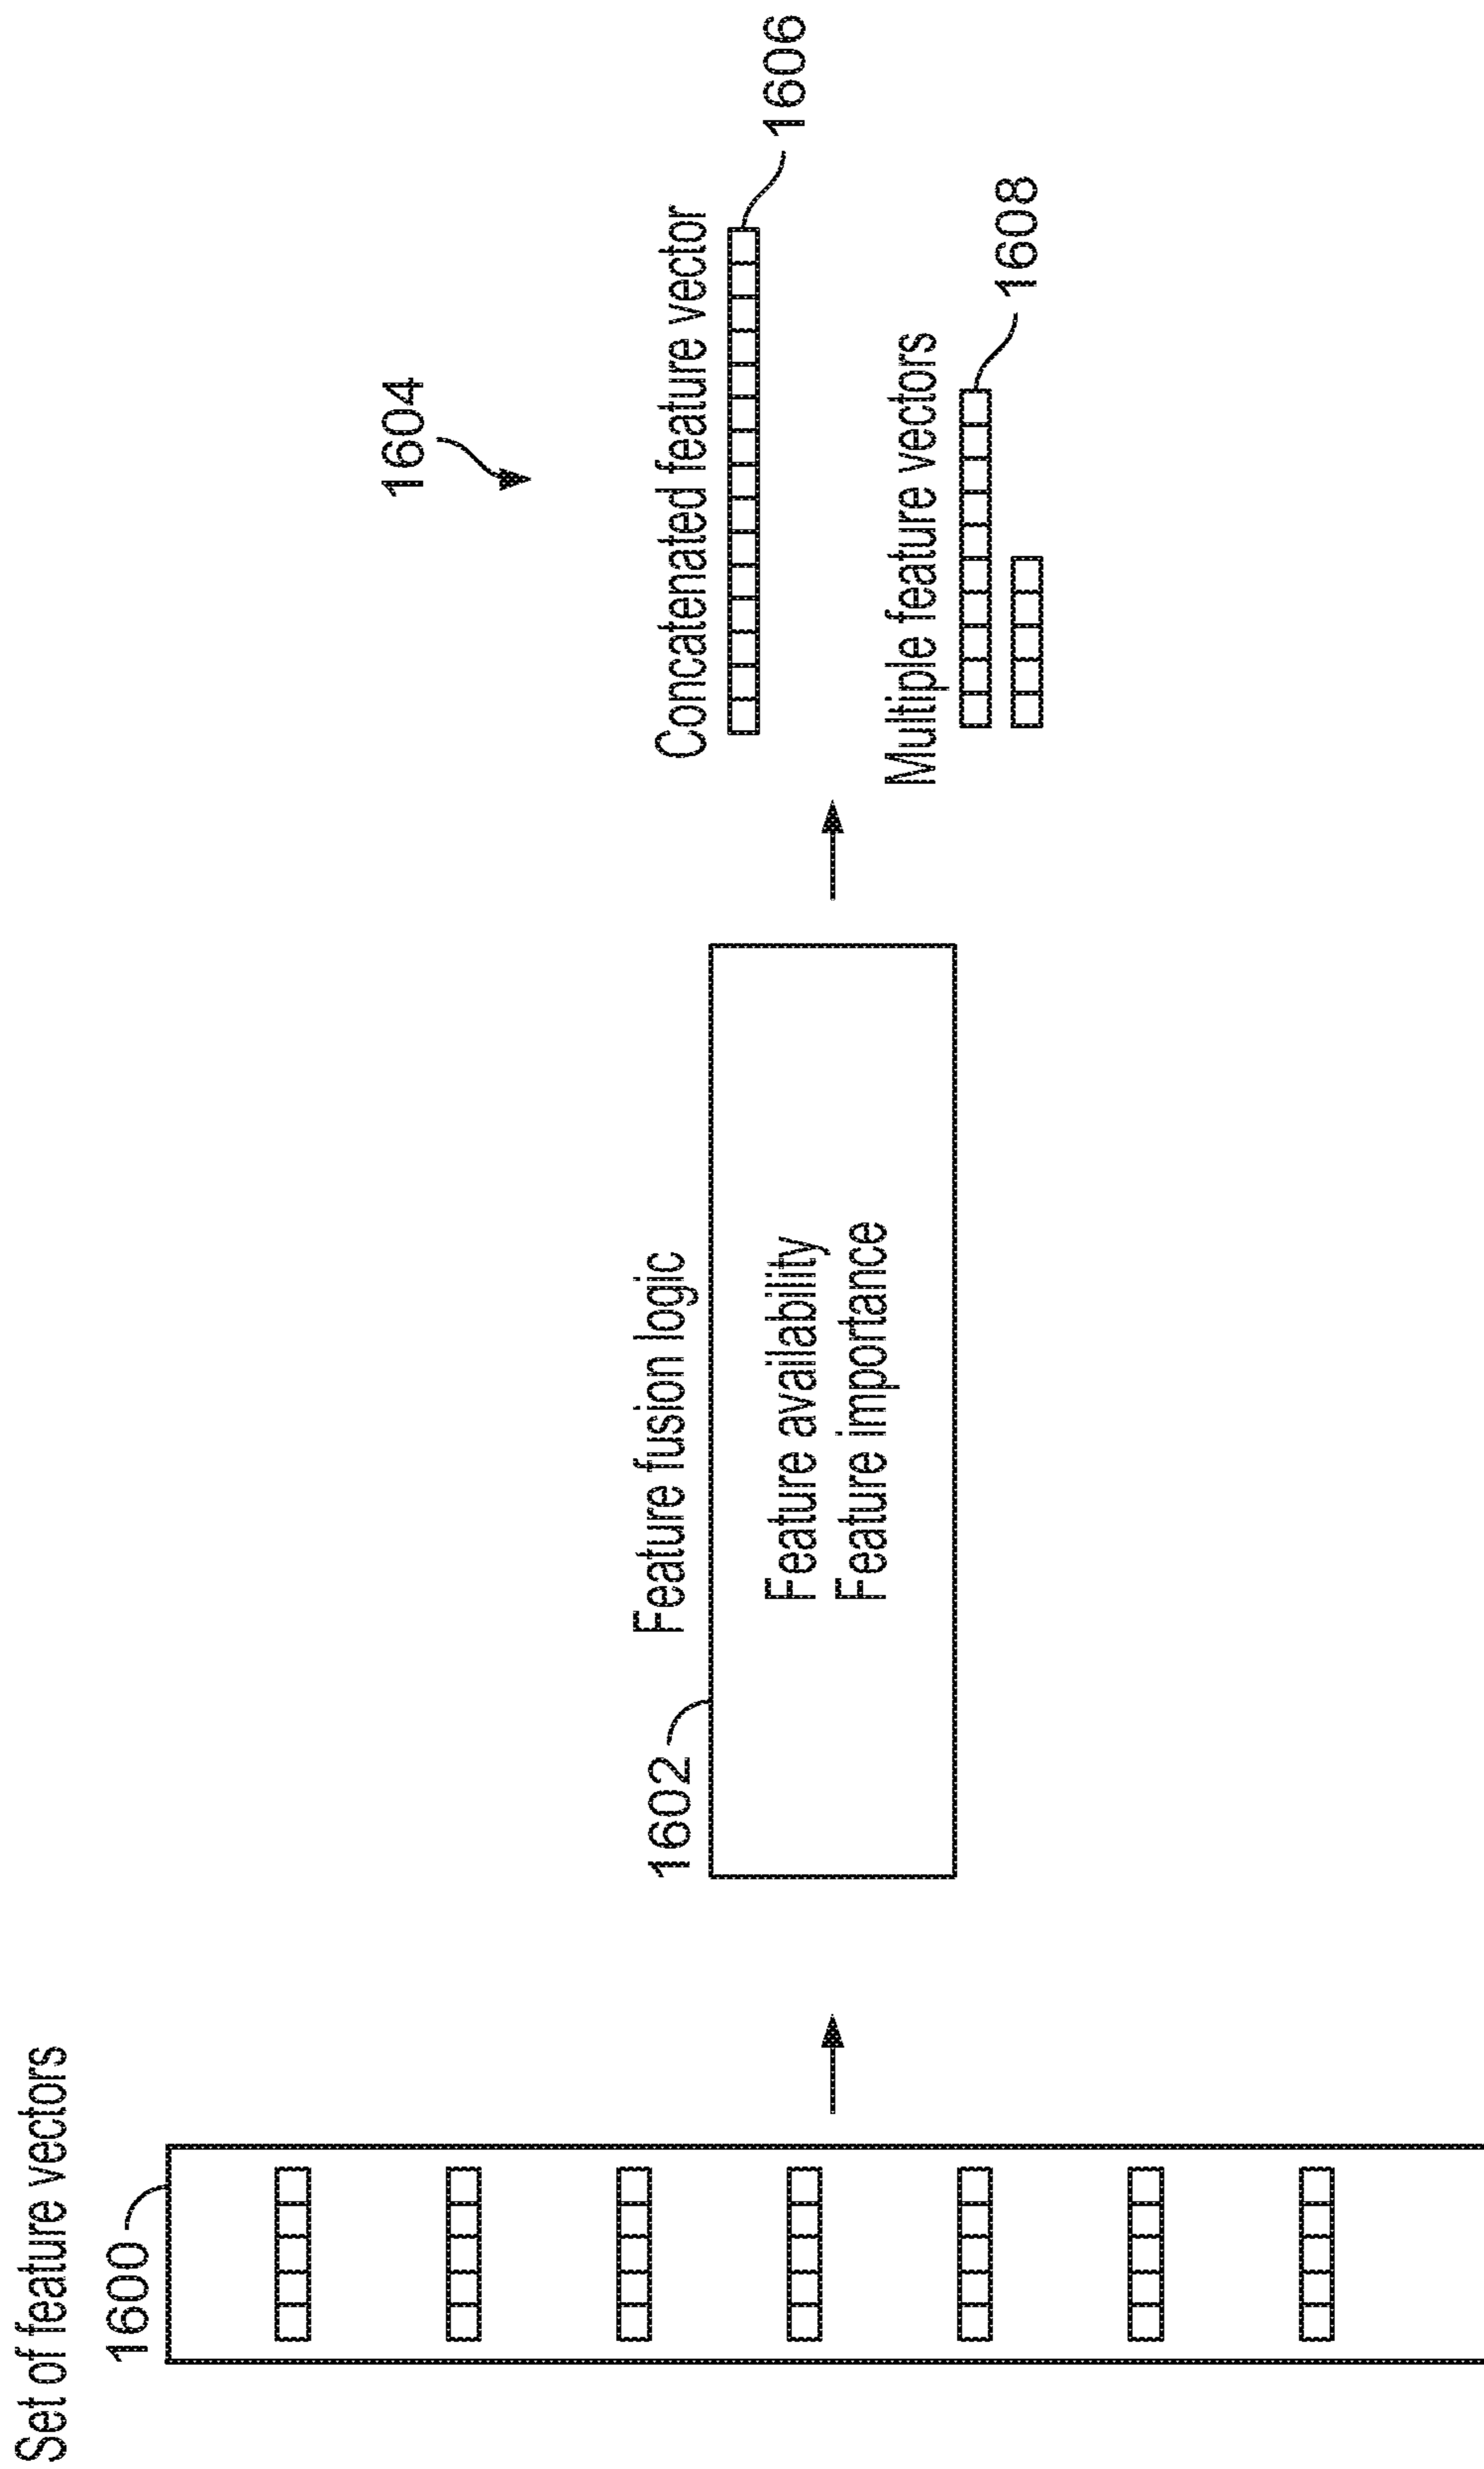 Set of feature vectors
1600
1602
Feature fusion logic
Feature availability
Feature importance
1604
Concatenated feature vector
1606
Multiple feature vectors
1608